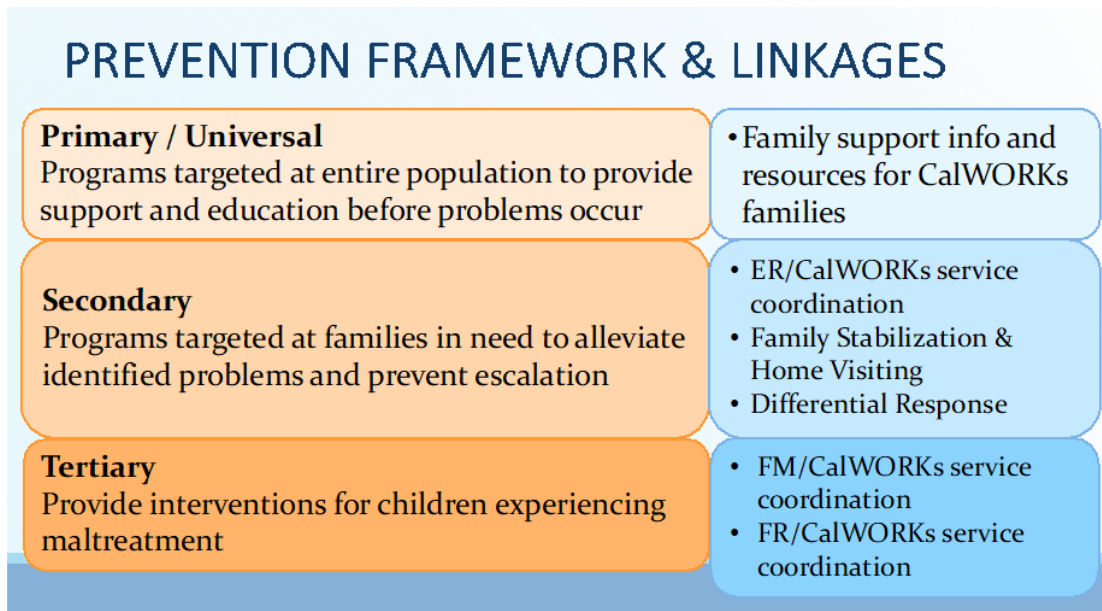 PREVENTION FRAMEWORK & LINKAGES
Primary / Universal
Programs targeted at entire population to provide
support and education before problems occur
•Family support info and
resources for CalWORKs
families
Secondary
Programs targeted at families in need to alleviate
identified problems and prevent escalation
• ER/CalWORKs service
coordination
• Family Stabilization &
Home Visiting
• Differential Response
Tertiary
Provide interventions for children experiencing
maltreatment
• FM/CalWORKs service
coordination
• FR/CalWORKs service
coordination